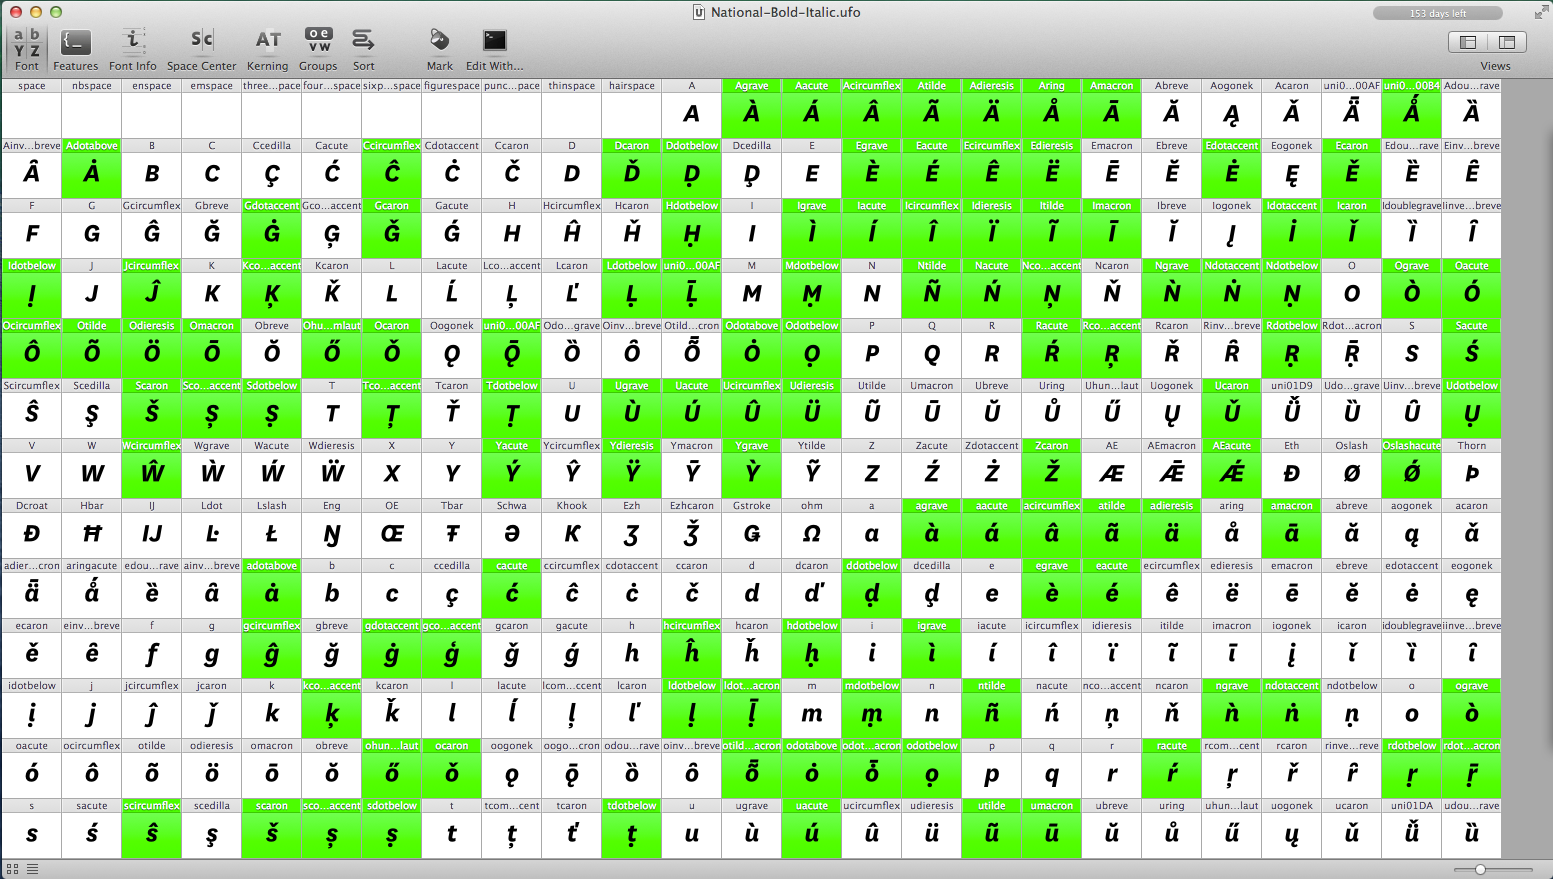 National-Bold-Italic.ufo
153 days left
a b
Y Z
{_
i
Sc
AT
o e
v w
Font Features Font Info Space Center Kerning Groups Sort Mark Edit With... Views
space nbspace enspace emspace three...pace four...space sixp...space figurespace punc...pace thinspace hairspace A Agrave Aacute Acircumflex Atilde Adieresis Aring Amacron Abreve Aogonek Acaron uni0...00AF uni0...0084 Adou...rave
A À Á Â Ã Ä Å Ā Ă Ą Ǎ Ǟ Ǻ Ȁ
Ainv...breve Adotabove B C Ccedilla Cacute Ccircumflex Cdotaccent Ccaron D Dcaron Ddotbelow Dcedilla E Egrave Eacute Ecircumflex Edieresis Emacron Ebreve Edotaccent Eogonek Ecaron Edou...rave Einv...breve
Ȃ Ȧ B C Ç Ć Ĉ Ċ Č D Ď Ḍ Ḑ E È É Ê Ë Ē Ĕ Ė Ę Ě Ȅ Ȇ
F G Gcircumflex Gbreve Gdotaccent Gco...accent Gcaron Gacute H Hcircumflex Hcaron Hdotbelow I Igrave Iacute Icircumflex Idieresis Itilde Imacron Ibreve Iogonek Idotaccent Icaron Idoublegrave Iinve...breve
F G Ĝ Ğ Ġ Ģ Ǧ Ǵ H Ĥ Ȟ Ḥ I Ì Í Î Ï Ĩ Ī Ĭ Į İ Ǐ Ȉ Ȋ
Idotbelow J Jcircumflex K Kco...accent Kcaron L Lacute Lco...accent Lcaron Ldotbelow uni0...00AF M Mdotbelow N Ntilde Nacute Nco...accent Ncaron Ngrave Ndotaccent Ndotbelow O Ograve Oacute
Ị J Ĵ K Ķ Ǩ L Ĺ Ļ Ľ Ḷ Ḹ M Ṃ N Ñ Ń Ņ Ň Ǹ Ṅ Ṇ O Ò Ó
Ocircumflex Otilde Odieresis Omacron Obreve Ohu...mlaut Ocaron Oogonek uni0...00AF Odo...grave Oinv...breve Otild...cron Odotabove Odotbelow P Q R Racute Rco...accent Rcaron Rinv...breve Rdotbelow Rdot...acron S Sacute
Ô Õ Ö Ō Ŏ Ő Ǒ Ǫ Ǭ Ȍ Ȏ Ȭ Ȯ Ọ P Q R Ŕ Ŗ Ř Ȓ Ṛ Ṝ S Ś
Scircumflex Scedilla Scaron Sco...accent Sdotbelow T Tco...accent Tcaron Tdotbelow U Ugrave Uacute Ucircumflex Udieresis Utilde Umacron Ubreve Uring Uhun...laut Uogonek Ucaron uni01D9 Udo...grave Uinv...breve Udotbelow
Ŝ Ş Š Ș Ṣ T Ț Ť Ṭ U Ù Ú Û Ü Ũ Ū Ŭ Ů Ű Ų Ǔ Ǚ Ȕ Ȗ Ụ
V W Wcircumflex Wgrave Wacute Wdieresis X Y Yacute Ycircumflex Ydieresis Ymacron Ygrave Ytilde Z Zacute Zdotaccent Zcaron AE AEmacron AEacute Eth Oslash Oslashacute Thorn
V W Ŵ Ẁ Ẃ Ẅ X Y Ý Ŷ Ÿ Ȳ Ỳ Ỹ Z Ź Ż Ž Æ Ǣ Ǽ Ð Ø Ǿ Þ
Dcroat Hbar IJ Ldot Lslash Eng OE Tbar Schwa Khook Ezh Ezhcaron Gstroke ohm a agrave aacute acircumflex atilde adieresis aring amacron abreve aogonek acaron
Đ Ħ IJ Ŀ Ł Ŋ Œ Ŧ Ə Ƙ Ʒ Ǯ Ǥ Ω a à á â ã ä å ā ă ą ǎ
adier...cron aringacute edou...rave ainv...breve adotabove b c ccedilla cacute ccircumflex cdotaccent ccaron d dcaron ddotbelow dcedilla e egrave eacute ecircumflex edieresis emacron ebreve edotaccent eogonek
ǟ ǻ ȅ ȃ ȧ b c ç ć ĉ ċ č d ď ḍ ḑ e è é ê ë ē ĕ ė ę
ecaron einv...breve f g gcircumflex gbreve gdotaccent gco...accent gcaron gacute h hcircumflex hcaron hdotbelow i igrave iacute icircumflex idieresis itilde imacron iogonek icaron idoublegrave iinve...breve
ě ȇ f g ĝ ğ ġ ģ ǧ ǵ h ĥ ȟ ḥ i ì í î ï ĩ ī į ǐ ȉ ȋ
idotbelow j jcircumflex jcaron k kco...accent kcaron l lacute lcom...ccent lcaron ldotbelow ldot...acron m mdotbelow n ntilde nacute nco...accent ncaron ngrave ndotaccent ndotbelow o ograve
ị j ĵ ǰ k ķ ǩ l ĺ ļ ľ ḷ ḹ m ṃ n ñ ń ņ ň ǹ ṅ ṇ o ò
oacute ocircumflex otilde odieresis omacron obreve ohun...laut ocaron oogonek oogo...cron odou...rave oinv...breve otild...acron odotabove odot...acron odotbelow p q r racute rcom...cent rcaron rinve...reve rdotbelow rdot...acron
ó ô õ ö ō ŏ ő ǒ ǫ ǭ ȍ ȏ ȭ ȯ ȱ ọ p q r ŕ ŗ ř ȓ ṛ ṝ
s sacute scircumflex scedilla scaron sco...accent sdotbelow t tcom...cent tcaron tdotbelow u ugrave uacute ucircumflex udieresis utilde umacron ubreve uring uhun...laut uogonek ucaron uni01DA udou...rave
s ś ŝ ş š ș ṣ t ț ť ṭ u ù ú û ü ũ ū ŭ ů ű ų ǔ ǚ ȕ